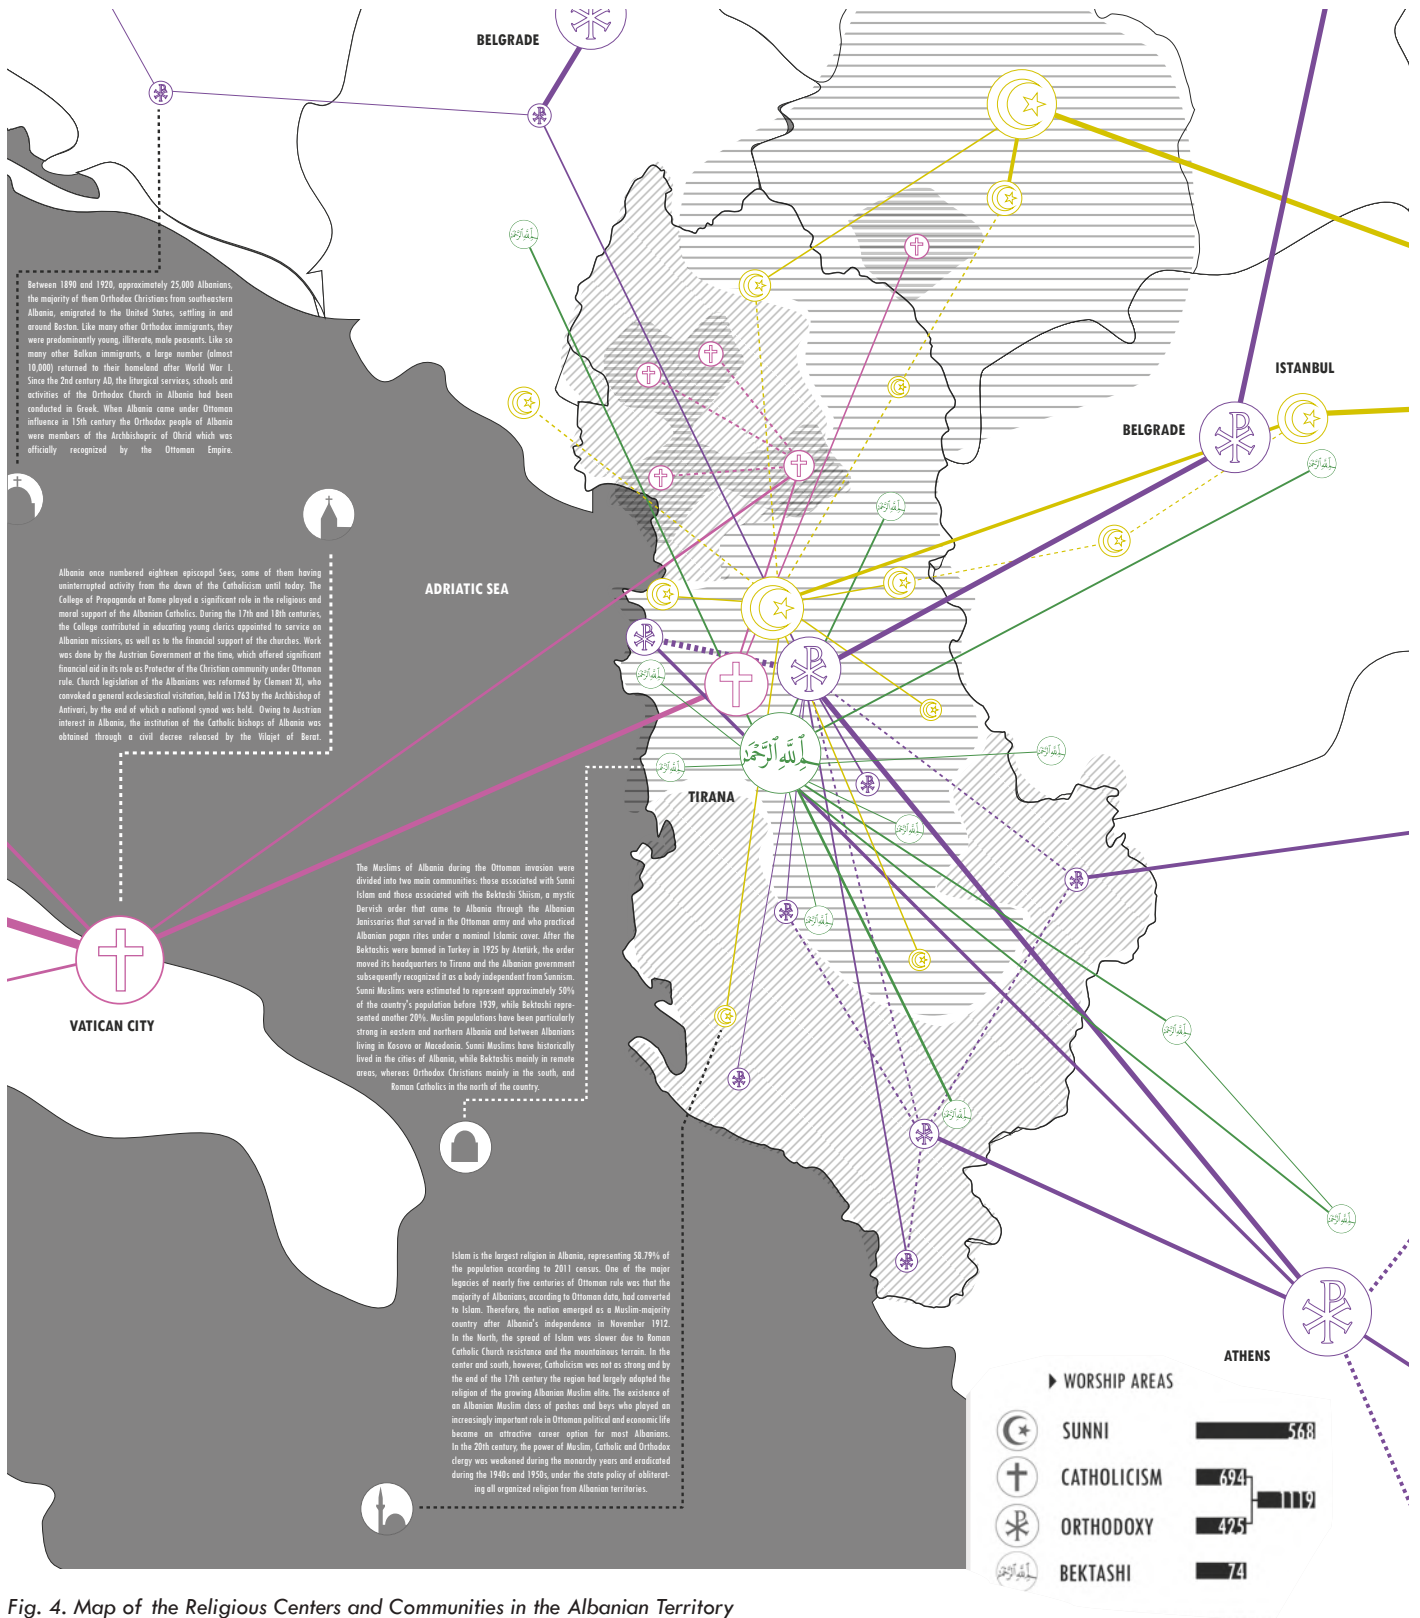 BELGRADE
Between 1890 and 1920, approximately 25,000 Albanians,
the majority of them Orthodox Christians from southeastern
Albania, emigrated to the United States, settling in and
around Boston. Like many other Orthodox immigrants, they
were predominantly young, illiterate, male peasants. Like so
many other Balkan immigrants, a large number (almost
10,000) returned to their homeland after World War I.
Since the 2nd century AD, the liturgical services, schools and
activities of the Orthodox Church in Albania had been
conducted in Greek. When Albania came under Ottoman
influence in 15th century the Orthodox people of Albania
were members of the Archbishopric of Ohrid which was
officially recognized by the Ottoman Empire.
ISTANBUL
BELGRADE
ADRIATIC SEA
Albania once numbered eighteen episcopal Sees, some of them having
uninterrupted activity from the dawn of the Catholicism until today. The
College of Propaganda at Rome played a significant role in the religious and
moral support of the Albanian Catholics. During the 17th and 18th centuries,
the College contributed in educating young clerics appointed to service on
Albanian missions, as well as to the financial support of the churches. Work
was done by the Austrian Government at the time, which offered significant
financial aid in its role as Protector of the Christian community under Ottoman
rule. Church legislation of the Albanians was reformed by Clement XI, who
convoked a general ecclesiastical visitation, held in 1763 by the Archbishop of
Antivari, by the end of which a national synod was held. Owing to Austrian
interest in Albania, the institution of the Catholic bishops of Albania was
obtained through a civil decree released by the Vilajet of Berat.
TIRANA
The Muslims of Albania during the Ottoman invasion were
divided into two main communities: those associated with Sunni
Islam and those associated with the Bektashi Shiism, a mystic
Dervish order that came to Albania through the Albanian
Janissaries that served in the Ottoman army and who practiced
Albanian pagan rites under a nominal Islamic cover. After the
Bektashis were banned in Turkey in 1925 by Atatürk, the order
moved its headquarters to Tirana and the Albanian government
subsequently recognized it as a body independent from Sunnism.
Sunni Muslims were estimated to represent approximately 50%
of the country's population before 1939, while Bektashi repre-
sented another 20%. Muslim populations have been particularly
strong in eastern and northern Albania and between Albanians
living in Kosovo or Macedonia. Sunni Muslims have historically
lived in the cities of Albania, while Bektashis mainly in remote
areas, whereas Orthodox Christians mainly in the south, and
Roman Catholics in the north of the country.
VATICAN CITY
Islam is the largest religion in Albania, representing 58.79% of
the population according to 2011 census. One of the major
legacies of nearly five centuries of Ottoman rule was that the
majority of Albanians, according to Ottoman data, had converted
to Islam. Therefore, the nation emerged as a Muslim-majority
country after Albania's independence in November 1912.
In the North, the spread of Islam was slower due to Roman
Catholic Church resistance and the mountainous terrain. In the
center and south, however, Catholicism was not as strong and by
the end of the 17th century the region had largely adopted the
religion of the growing Albanian Muslim elite. The existence of
an Albanian Muslim class of pashas and beys who played an
increasingly important role in Ottoman political and economic life
became an attractive career option for most Albanians.
In the 20th century, the power of Muslim, Catholic and Orthodox
clergy was weakened during the monarchy years and eradicated
during the 1940s and 1950s, under the state policy of obliterat-
ing all organized religion from Albanian territories.
ATHENS
WORSHIP AREAS
SUNNI 568
CATHOLICISM 694
1119
ORTHODOXY 425
BEKTASHI 74
Fig. 4. Map of the Religious Centers and Communities in the Albanian Territory